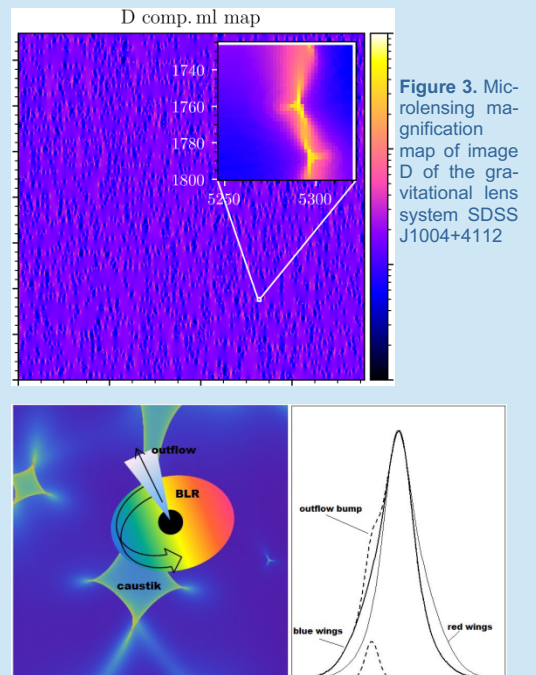 D comp. ml map
1740
1760
1780
1800
5250
5300
Figure 3. Mic-
rolensing ma-
gnification
map of image
D of the gra-
vitational lens
system SDSS
J1004+4112
outflow
BLR
caustik
outflow bump
blue wings
red wings